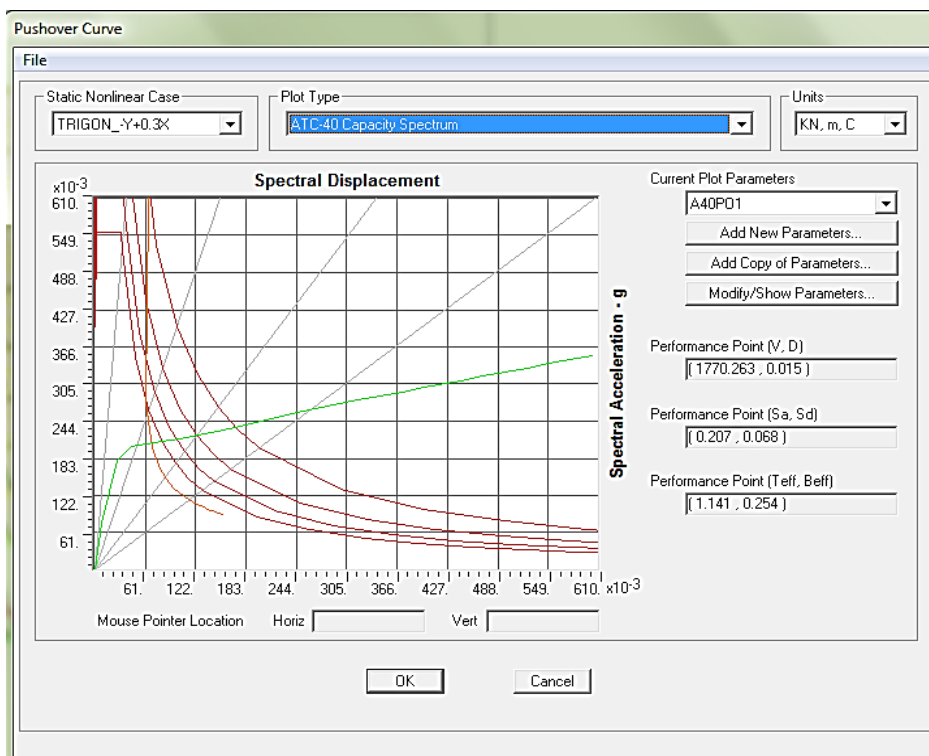 Pushover Curve
File
Static Nonlinear Case
TRIGON_-Y+0.3X
Plot Type
ATC-40 Capacity Spectrum
Units
KN, m, C
Spectral Displacement
x10-3
610.
549.
488.
427.
366.
305.
244.
183.
122.
61.
61. 122. 183. 244. 305. 366. 427. 488. 549. 610. x10-3
Spectral Acceleration - g
Mouse Pointer Location Horiz Vert
Current Plot Parameters
A40PO1
Add New Parameters...
Add Copy of Parameters...
Modify/Show Parameters...
Performance Point (V, D)
( 1770.263 , 0.015 )
Performance Point (Sa, Sd)
( 0.207 , 0.068 )
Performance Point (Teff, Beff)
( 1.141 , 0.254 )
OK Cancel